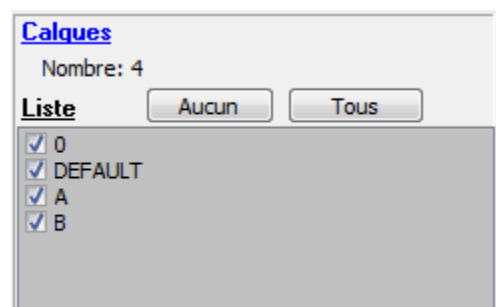 Calques
Nombre: 4
Liste Aucun Tous
0
DEFAULT
A
B